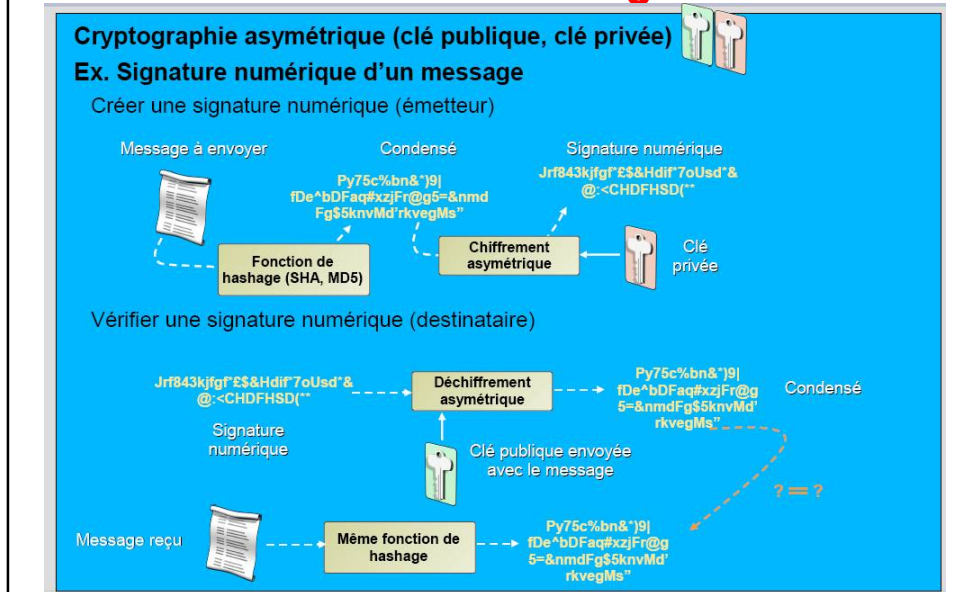 Cryptographie asymétrique (clé publique, clé privée)
Ex. Signature numérique d'un message
Créer une signature numérique (émetteur)
Message à envoyer
Condensé
Signature numérique
Py75c%bn&*)9|
fDe^bDFaq#xzjFr@g5=&nmd
Fg$5knvMd'rkvegMs"
Jrf843kjfgf*£$&Hdif*7oUsd*&
@:<CHDFHSD(**
Fonction de
hashage (SHA, MD5)
Chiffrement
asymétrique
Clé
privée
Vérifier une signature numérique (destinataire)
Jrf843kjfgf*£$&Hdif*7oUsd*&
@:<CHDFHSD(**
Signature
numérique
Déchiffrement
asymétrique
Py75c%bn&*)9|
fDe^bDFaq#xzjFr@g
5=&nmdFg$5knvMd'
rkvegMs"
Condensé
Clé publique envoyée
avec le message
? == ?
Message reçu
Même fonction de
hashage
Py75c%bn&*)9|
fDe^bDFaq#xzjFr@g
5=&nmdFg$5knvMd'
rkvegMs"